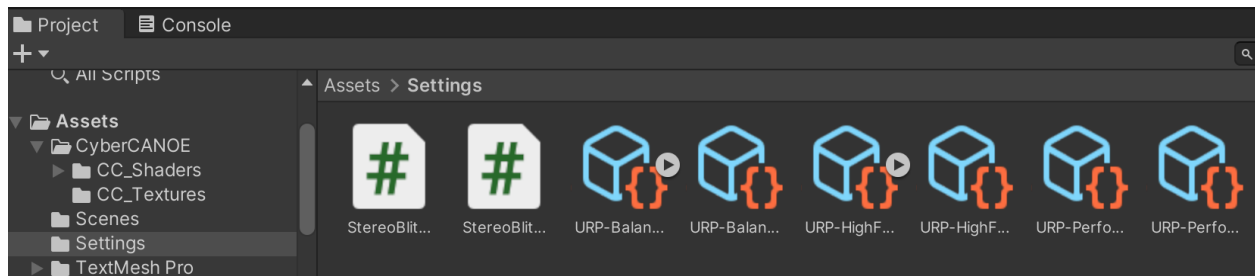 Project
Console
All Scripts
Assets > Settings
Assets
CyberCANOE
CC_Shaders
CC_Textures
Scenes
Settings
TextMesh Pro
#
#
StereoBlit...
StereoBlit...
URP-Balan...
URP-Balan...
URP-HighF...
URP-HighF...
URP-Perfo...
URP-Perfo...